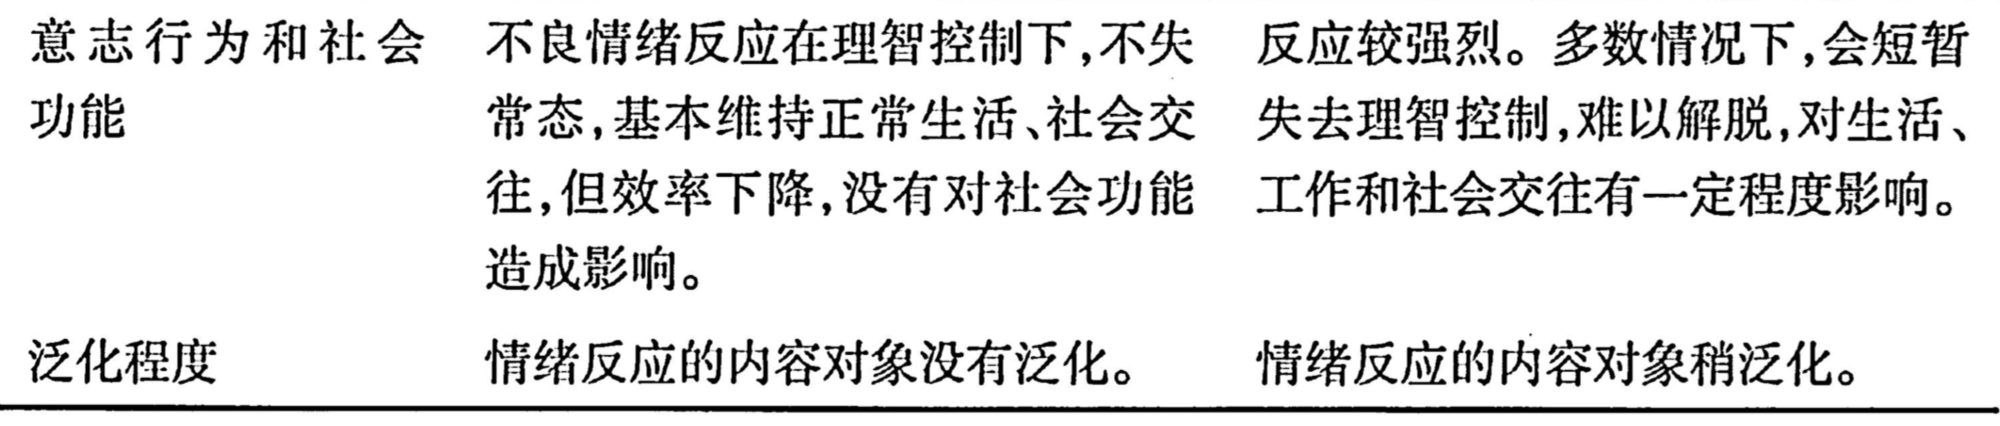 意志行为和社会
功能
不良情绪反应在理智控制下,不失
常态,基本维持正常生活、社会交
往,但效率下降,没有对社会功能
造成影响。
反应较强烈。多数情况下,会短暂
失去理智控制,难以解脱,对生活、
工作和社会交往有一定程度影响。
泛化程度
情绪反应的内容对象没有泛化。
情绪反应的内容对象稍泛化。